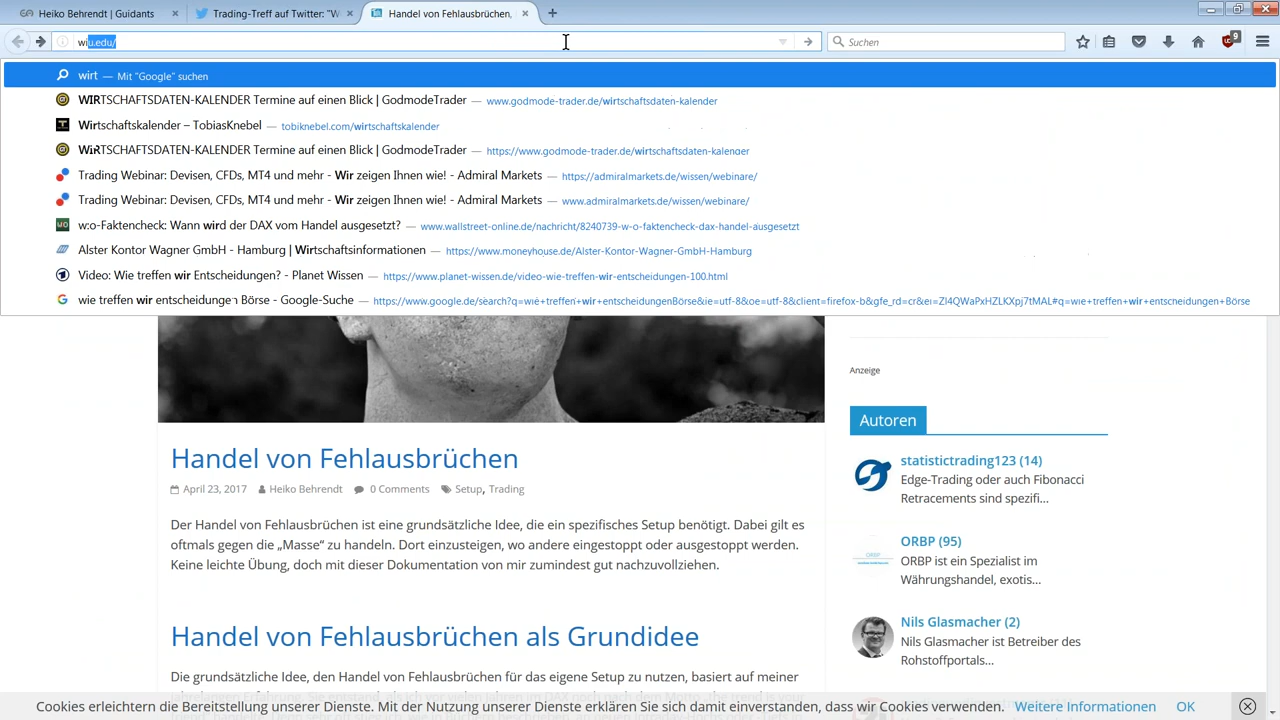 Heiko Behrendt | Guidants
Trading-Treff auf Twitter: "W
Handel von Fehlausbrüchen,
wiu.edu/
Suchen
9
wirt — Mit "Google" suchen
WIRTSCHAFTSDATEN-KALENDER Termine auf einen Blick | GodmodeTrader — www.godmode-trader.de/wirtschaftsdaten-kalender
Wirtschaftskalender – TobiasKnebel — tobiknebel.com/wirtschaftskalender
WIRTSCHAFTSDATEN-KALENDER Termine auf einen Blick | GodmodeTrader — https://www.godmode-trader.de/wirtschaftsdaten-kalender
Trading Webinar: Devisen, CFDs, MT4 und mehr - Wir zeigen Ihnen wie! - Admiral Markets — https://admiralmarkets.de/wissen/webinare/
Trading Webinar: Devisen, CFDs, MT4 und mehr - Wir zeigen Ihnen wie! - Admiral Markets — www.admiralmarkets.de/wissen/webinare/
w:o-Faktencheck: Wann wird der DAX vom Handel ausgesetzt? — www.wallstreet-online.de/nachricht/8240739-w-o-faktencheck-dax-handel-ausgesetzt
Alster Kontor Wagner GmbH - Hamburg | Wirtschaftsinformationen — https://www.moneyhouse.de/Alster-Kontor-Wagner-GmbH-Hamburg
Video: Wie treffen wir Entscheidungen? - Planet Wissen — https://www.planet-wissen.de/video-wie-treffen-wir-entscheidungen-100.html
wie treffen wir entscheidungen Börse - Google-Suche — https://www.google.de/search?q=wie+treffen+wir+entscheidungenBörse&ie=utf-8&oe=utf-8&client=firefox-b&gfe_rd=cr&ei=ZI4QWaPxHZLKXpj7tMAL#q=wie+treffen+wir+entscheidungen+Börse
Anzeige
Autoren
Handel von Fehlausbrüchen
April 23, 2017 Heiko Behrendt 0 Comments Setup, Trading
Der Handel von Fehlausbrüchen ist eine grundsätzliche Idee, die ein spezifisches Setup benötigt. Dabei gilt es
oftmals gegen die „Masse" zu handeln. Dort einzusteigen, wo andere eingestoppt oder ausgestoppt werden.
Keine leichte Übung, doch mit dieser Dokumentation von mir zumindest gut nachzuvollziehen.
Handel von Fehlausbrüchen als Grundidee
Die grundsätzliche Idee, den Handel von Fehlausbrüchen für das eigene Setup zu nutzen, basiert auf meiner
statistictrading123 (14)
Edge-Trading oder auch Fibonacci
Retracements sind spezifi...
ORBP
ORBP (95)
ORBP ist ein Spezialist im
Währungshandel, exotis...
Nils Glasmacher (2)
Nils Glasmacher ist Betreiber des
Rohstoffportals...
Cookies erleichtern die Bereitstellung unserer Dienste. Mit der Nutzung unserer Dienste erklären Sie sich damit einverstanden, dass wir Cookies verwenden. Weitere Informationen OK